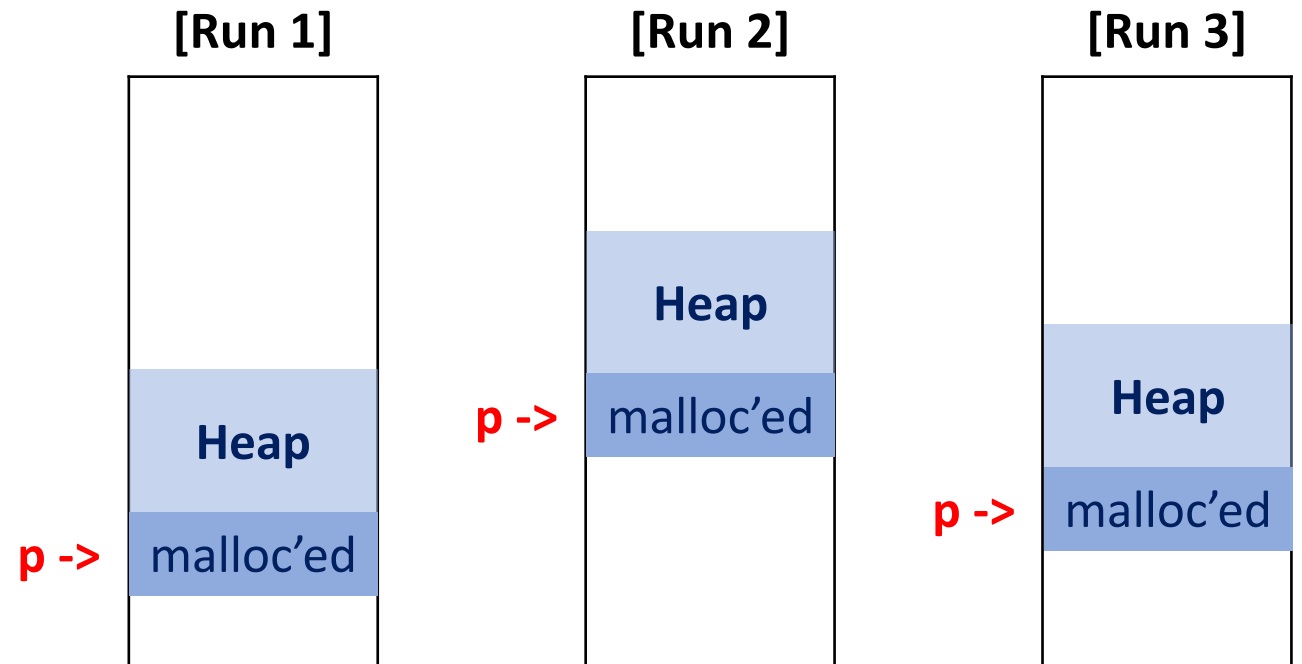 [Run 1]
[Run 2]
[Run 3]
Heap
p -> malloc’ed
Heap
p -> malloc’ed
Heap
p -> malloc’ed